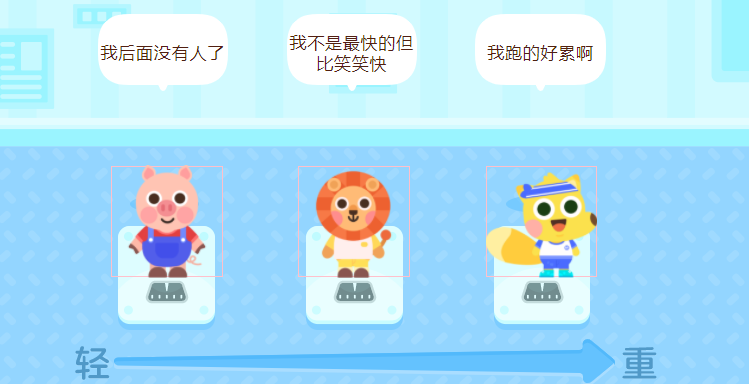 我后面没有人了
我不是最快的但
比笑笑快
我跑的好累啊
轻
重